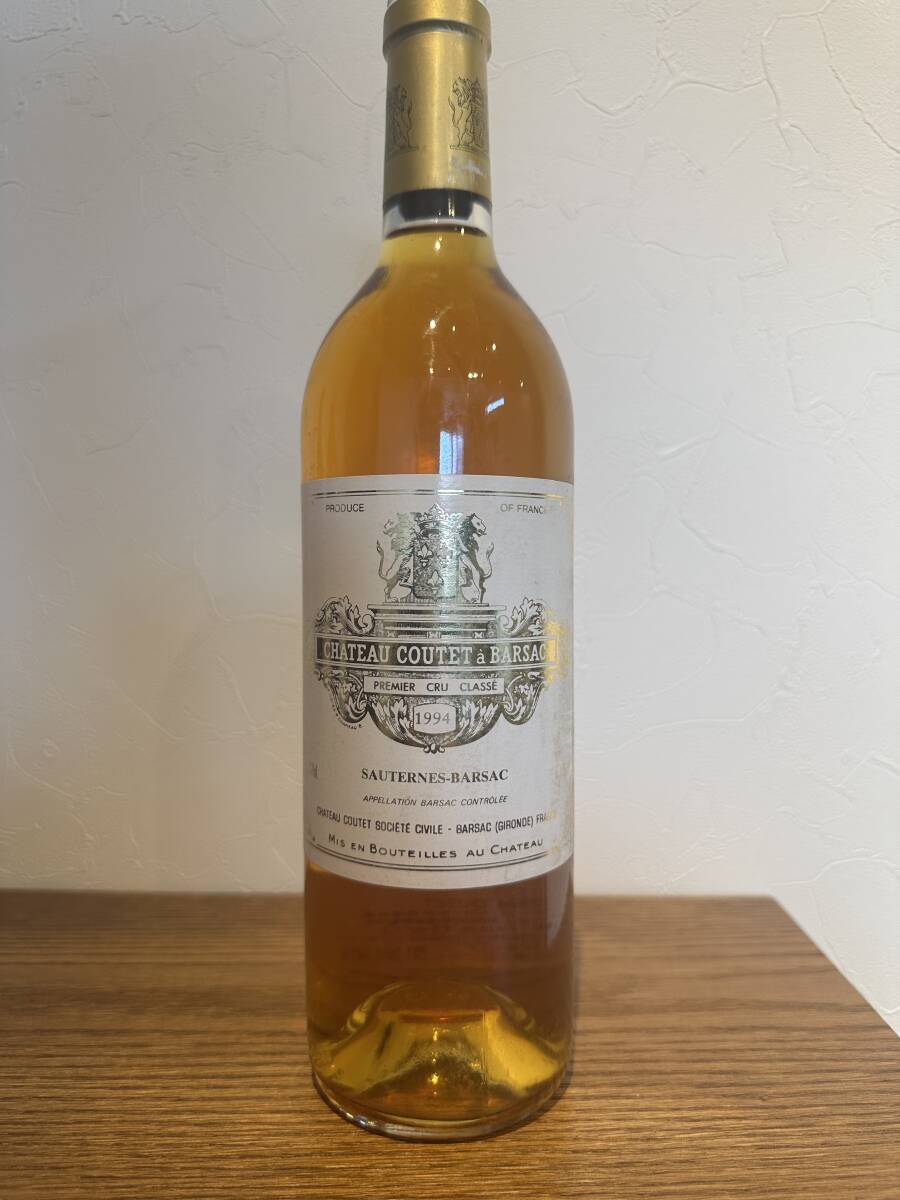 PRODUCE OF FRANCE
CHATEAU COUTET à BARSAC
PREMIER CRU CLASSÉ
1994
SAUTERNES-BARSAC
APPELLATION BARSAC CONTRÔLÉE
CHATEAU COUTET SOCIÉTÉ CIVILE - BARSAC (GIRONDE) FRANCE
MIS EN BOUTEILLES AU CHATEAU